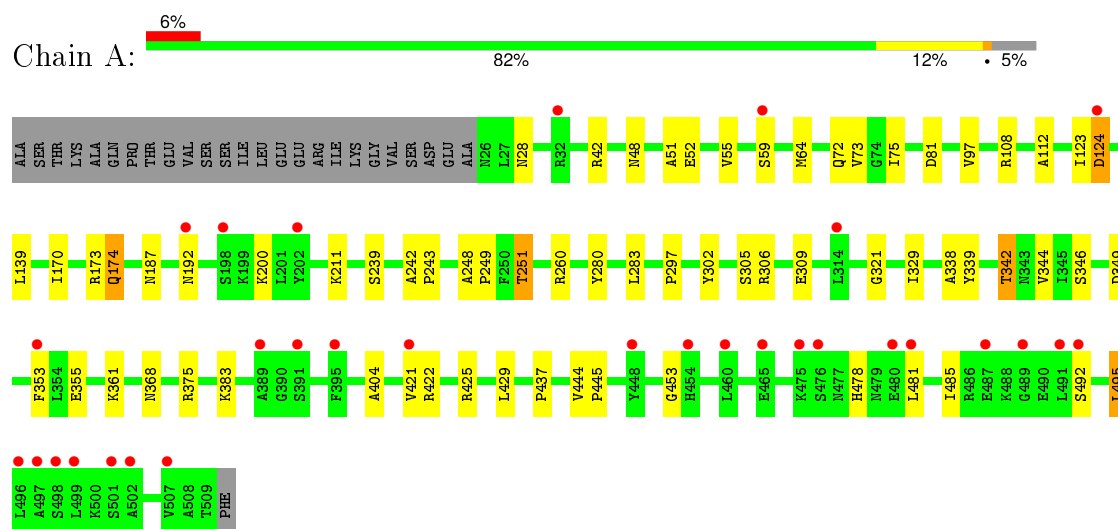 6%
Chain A:
82% 12% • 5%
ALA SER THR LYS ALA GLN PRO THR GLU VAL SER SER ILE LEU GLU GLU ARG ILE LYS GLY VAL SER ASP GLU ALA N26 L27 N28 R32 R42 N48 A51 E52 V55 S59 M64 Q72 V73 G74 I75 D81 V97 R108 A112 I123 D124
L139 I170 R173 Q174 N187 N192 S198 K199 K200 L201 Y202 K211 S239 A242 P243 A248 P249 F250 T251 R260 Y280 L283 P297 Y302 S305 R306 E309 L314 G321 I329 A338 Y339 T342 N343 V344 I345 S346 D349
F353 L354 E355 K361 N368 R375 K383 A389 G390 S391 F395 A404 V421 R422 R425 L429 P437 V444 P445 Y448 G453 H454 L460 E465 K475 S476 N477 H478 N479 E480 L481 I485 R486 E487 K488 G489 E490 L491 S492 L495
L496 A497 S498 L499 K500 S501 A502 V507 A508 T509 PHE